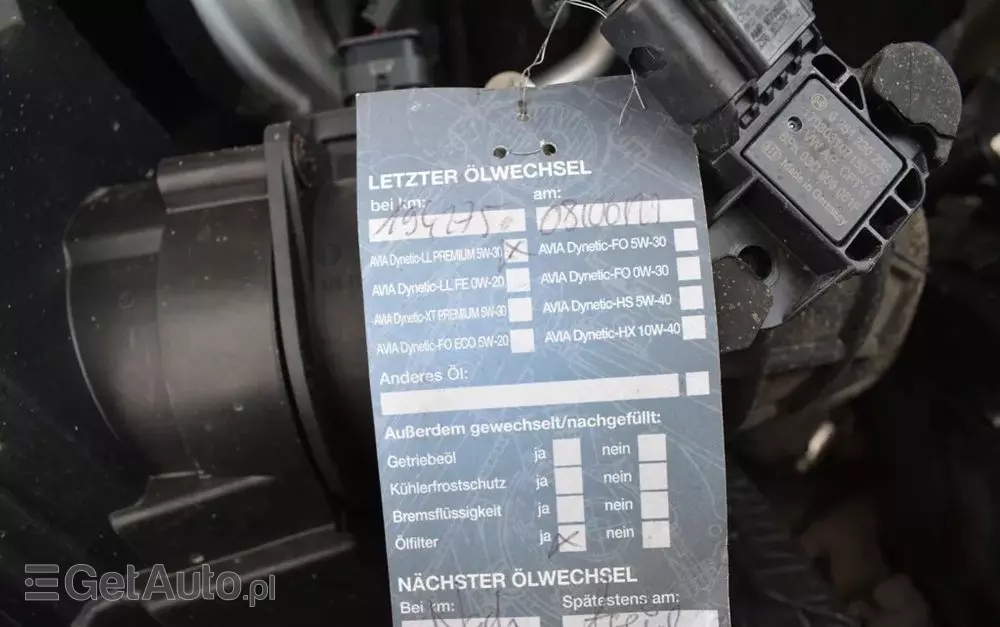 LETZTER ÖLWECHSEL
bei km: am:
194275
AVIA Dynetic-LL PREMIUM 5W-30 X AVIA Dynetic-FO 5W-30
AVIA Dynetic-LL FE 0W-20 AVIA Dynetic-FO 0W-30
AVIA Dynetic-XT PREMIUM 5W-30 AVIA Dynetic-HS 5W-40
AVIA Dynetic-FO ECO 5W-20 AVIA Dynetic-HX 10W-40
Anderes Öl:
Außerdem gewechselt/nachgefüllt:
Getriebeöl ja nein
Kühlerfrostschutz ja nein
Bremsflüssigkeit ja nein
Ölfilter ja X nein
NÄCHSTER ÖLWECHSEL
Bei km: Spätestens am:
Made in Germany
GetAuto.pl